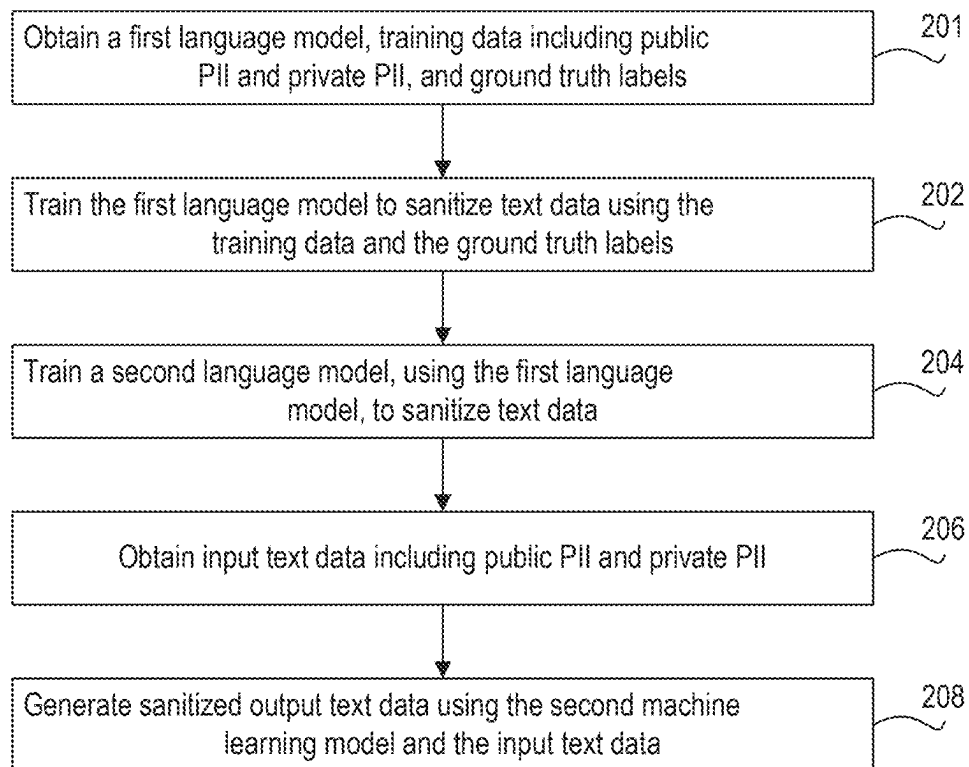 Obtain a first language model, training data including public
PII and private PII, and ground truth labels
201
Train the first language model to sanitize text data using the
training data and the ground truth labels
202
Train a second language model, using the first language
model, to sanitize text data
204
Obtain input text data including public PII and private PII
206
Generate sanitized output text data using the second machine
learning model and the input text data
208